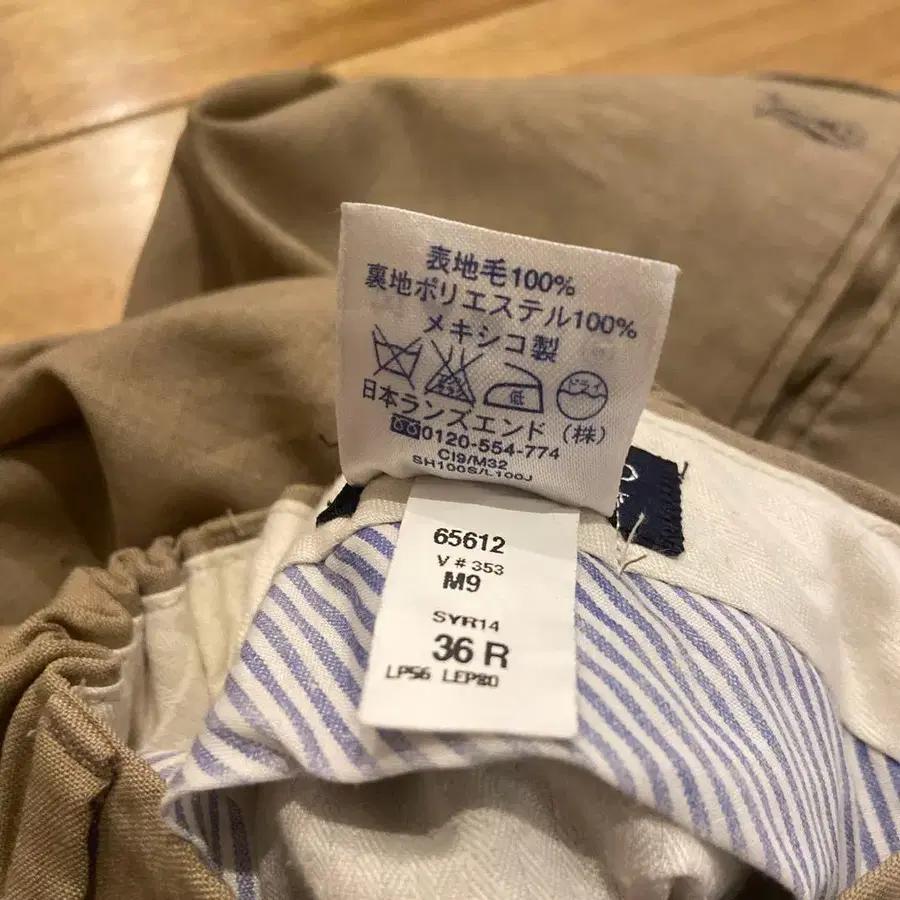 表地毛100%
裏地ポリエステル100%
メキシコ製
低
ドライ
日本ランズエンド(株)
0120-554-774
CI9/M32
SH100S/L100J
65612
V # 353
M9
SYR14
36 R
LP56 LEP80